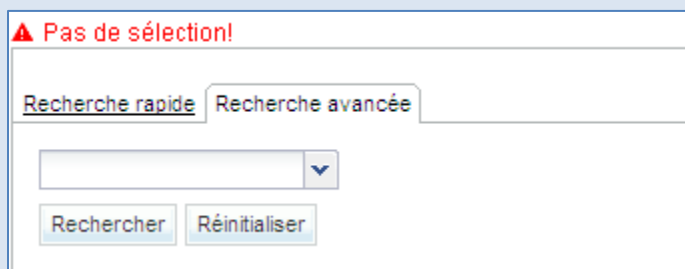 Pas de sélection!
Recherche rapide Recherche avancée
Rechercher Réinitialiser